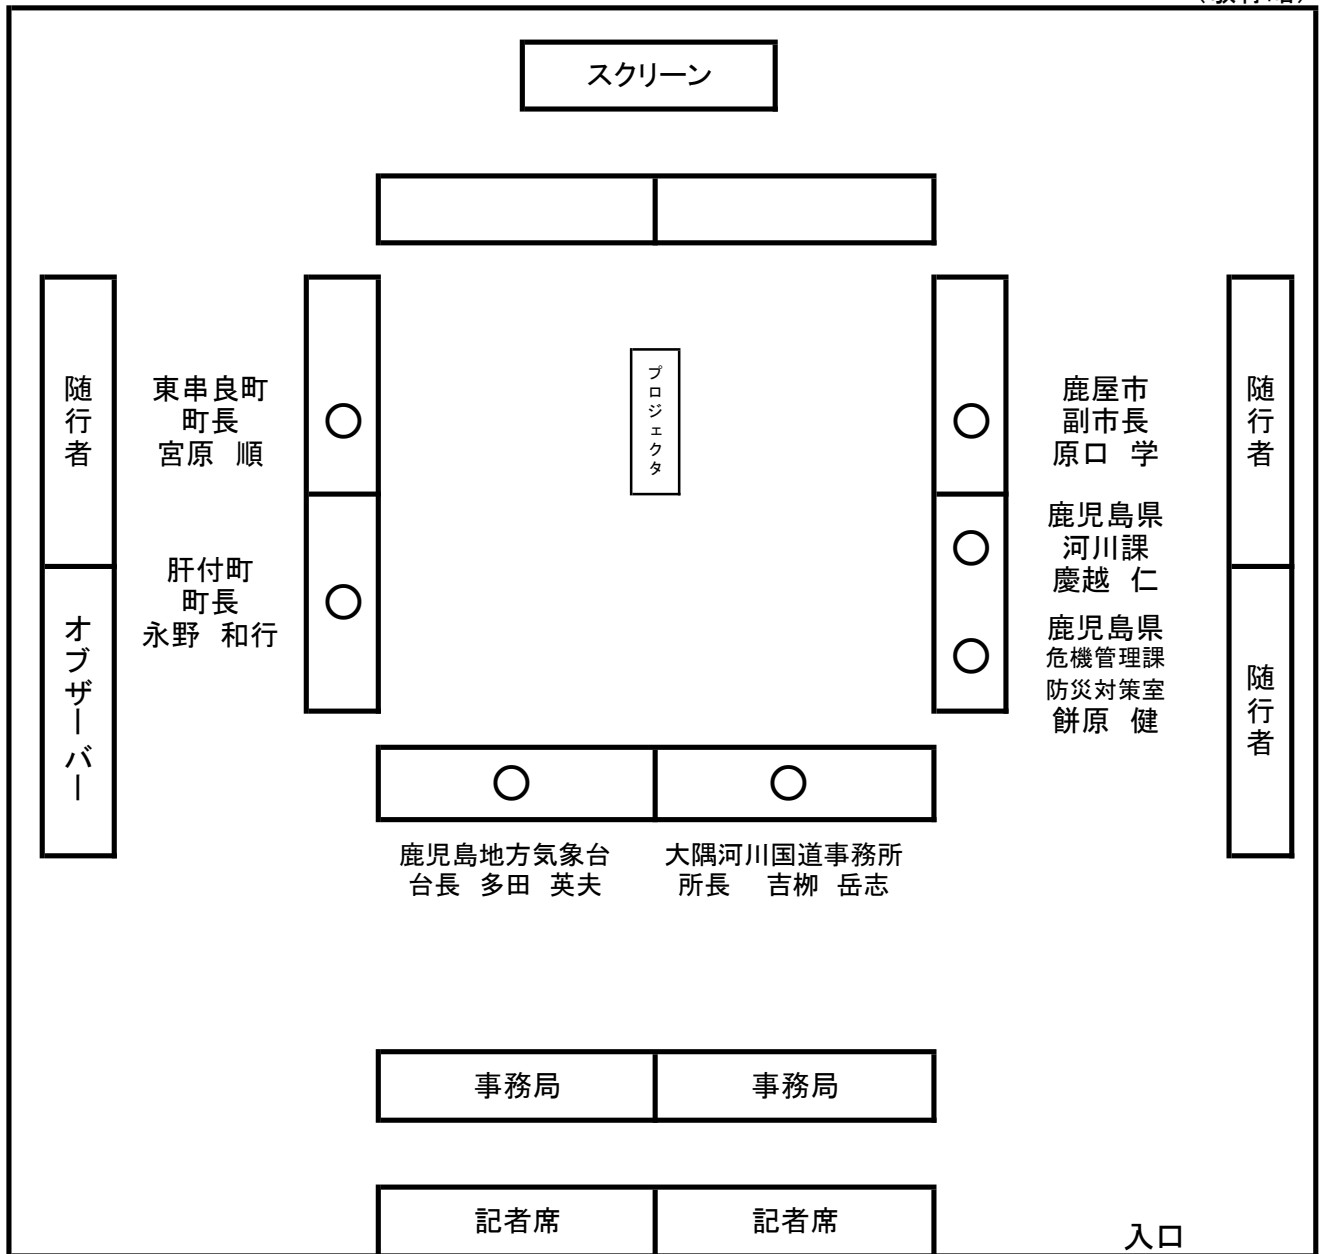 スクリーン
プロジェクタ
随行者
東串良町
町長
宮原 順
鹿屋市
副市長
原口 学
随行者
肝付町
町長
永野 和行
鹿児島県
河川課
慶越 仁
鹿児島県
危機管理課
防災対策室
餅原 健
オブザーバー
随行者
鹿児島地方気象台
台長 多田 英夫
大隅河川国道事務所
所長 吉柳 岳志
事務局
事務局
記者席
記者席
入口